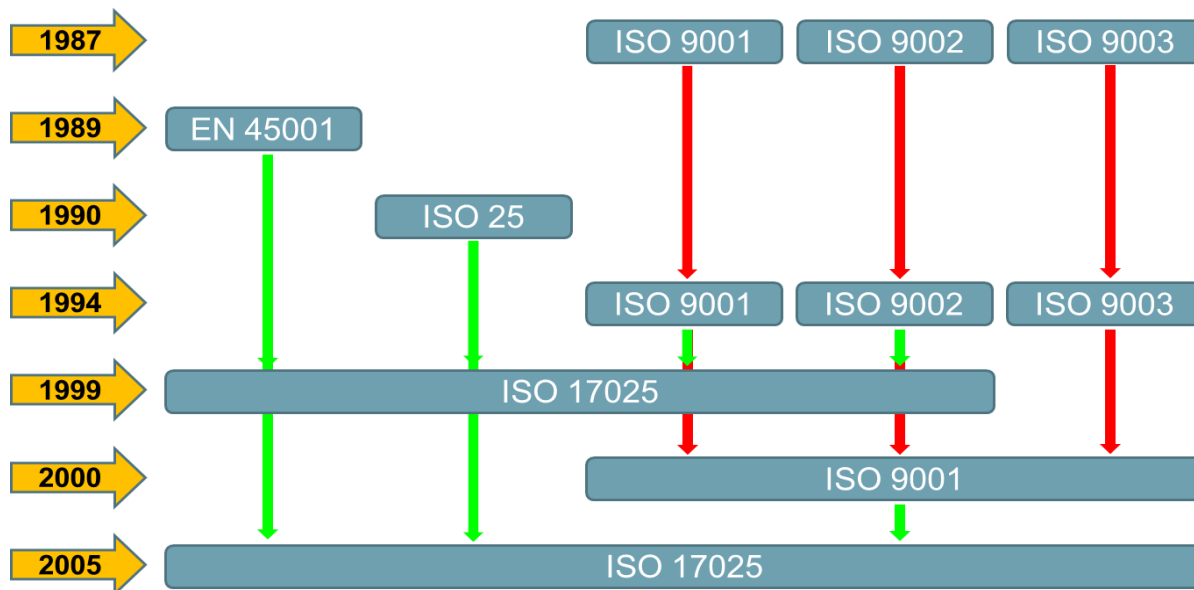 1987
ISO 9001
ISO 9002
ISO 9003
1989
EN 45001
1990
ISO 25
1994
ISO 9001
ISO 9002
ISO 9003
1999
ISO 17025
2000
ISO 9001
2005
ISO 17025